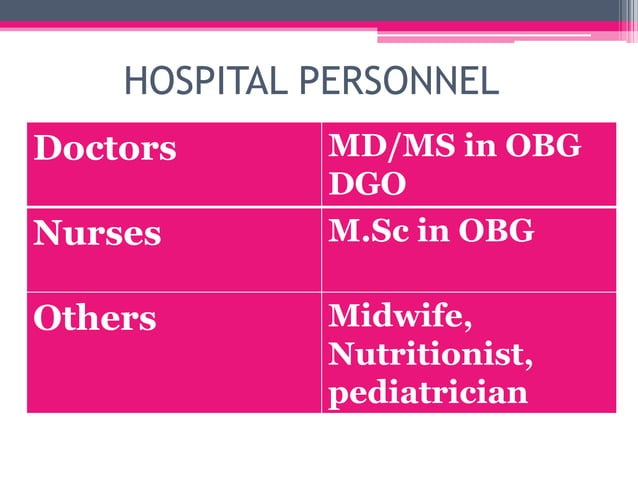 HOSPITAL PERSONNEL
Doctors
MD/MS in OBG
DGO
Nurses
M.Sc in OBG
Others
Midwife,
Nutritionist,
pediatrician